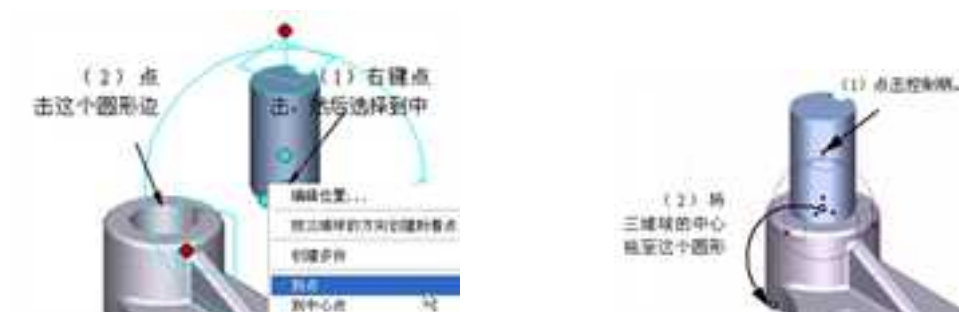 (2) 点
击这个圆形边
(1) 右键点
击。然后选择到中
编辑位置...
按三维球的方向创建附着点
创建多份
到点
到中心点
(1) 点击控制柄。
(2) 将
三维球的中心
拖至这个圆形